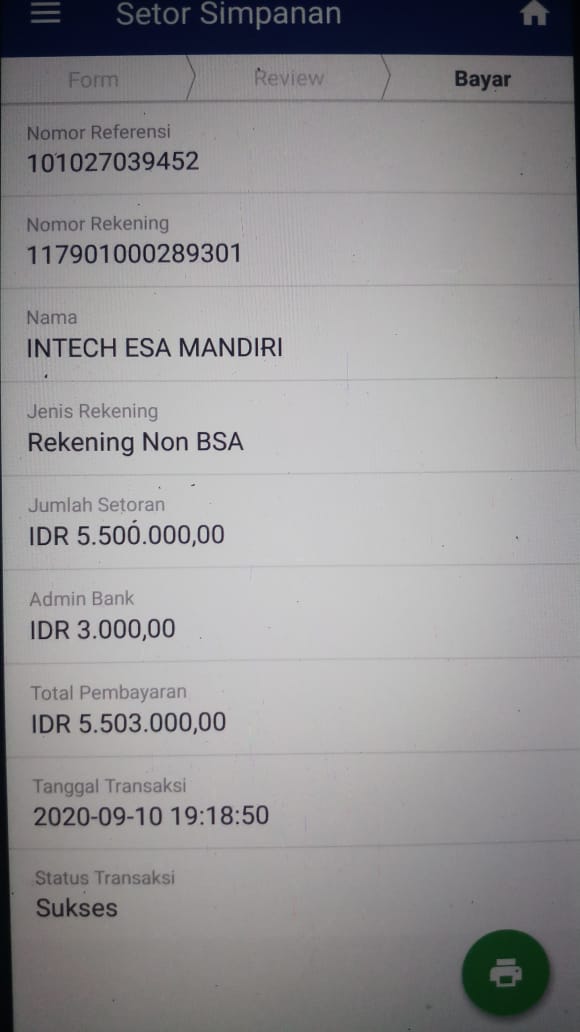 Setor Simpanan
Form
Review
Bayar
Nomor Referensi
101027039452
Nomor Rekening
117901000289301
Nama
INTECH ESA MANDIRI
Jenis Rekening
Rekening Non BSA
Jumlah Setoran
IDR 5.500.000,00
Admin Bank
IDR 3.000,00
Total Pembayaran
IDR 5.503.000,00
Tanggal Transaksi
2020-09-10 19:18:50
Status Transaksi
Sukses